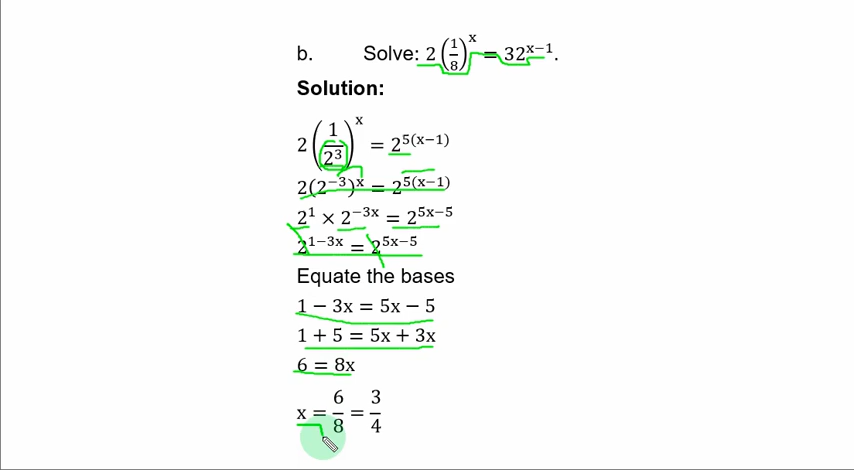 b. Solve: 2(1/8)^x = 32^(x−1).
Solution:
2(1/2³)^x = 2^(5(x−1))
2(2⁻³)^x = 2^(5(x−1))
2¹ × 2^(−3x) = 2^(5x−5)
2^(1−3x) = 2^(5x−5)
Equate the bases
1 − 3x = 5x − 5
1 + 5 = 5x + 3x
6 = 8x
x = 6/8 = 3/4